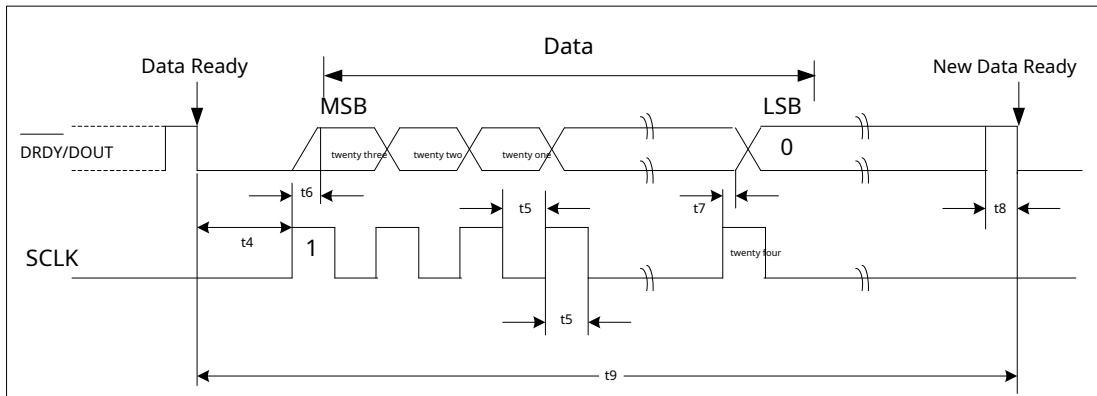 Data
Data Ready
New Data Ready
MSB
LSB
DRDY/DOUT
twenty three
twenty two
twenty one
0
t6
t5
t7
t8
t4
SCLK
1
twenty four
t5
t9